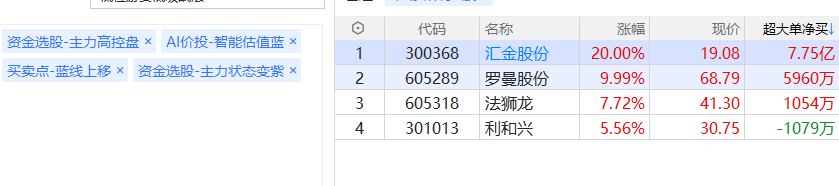 资金选股-主力高控盘 × AI价投-智能估值蓝 ×
买卖点-蓝线上移 × 资金选股-主力状态变紫 ×
代码 名称 涨幅 现价 超大单净买↓
1 300368 汇金股份 20.00% 19.08 7.75亿
2 605289 罗曼股份 9.99% 68.79 5960万
3 605318 法狮龙 7.72% 41.30 1054万
4 301013 利和兴 5.56% 30.75 -1079万